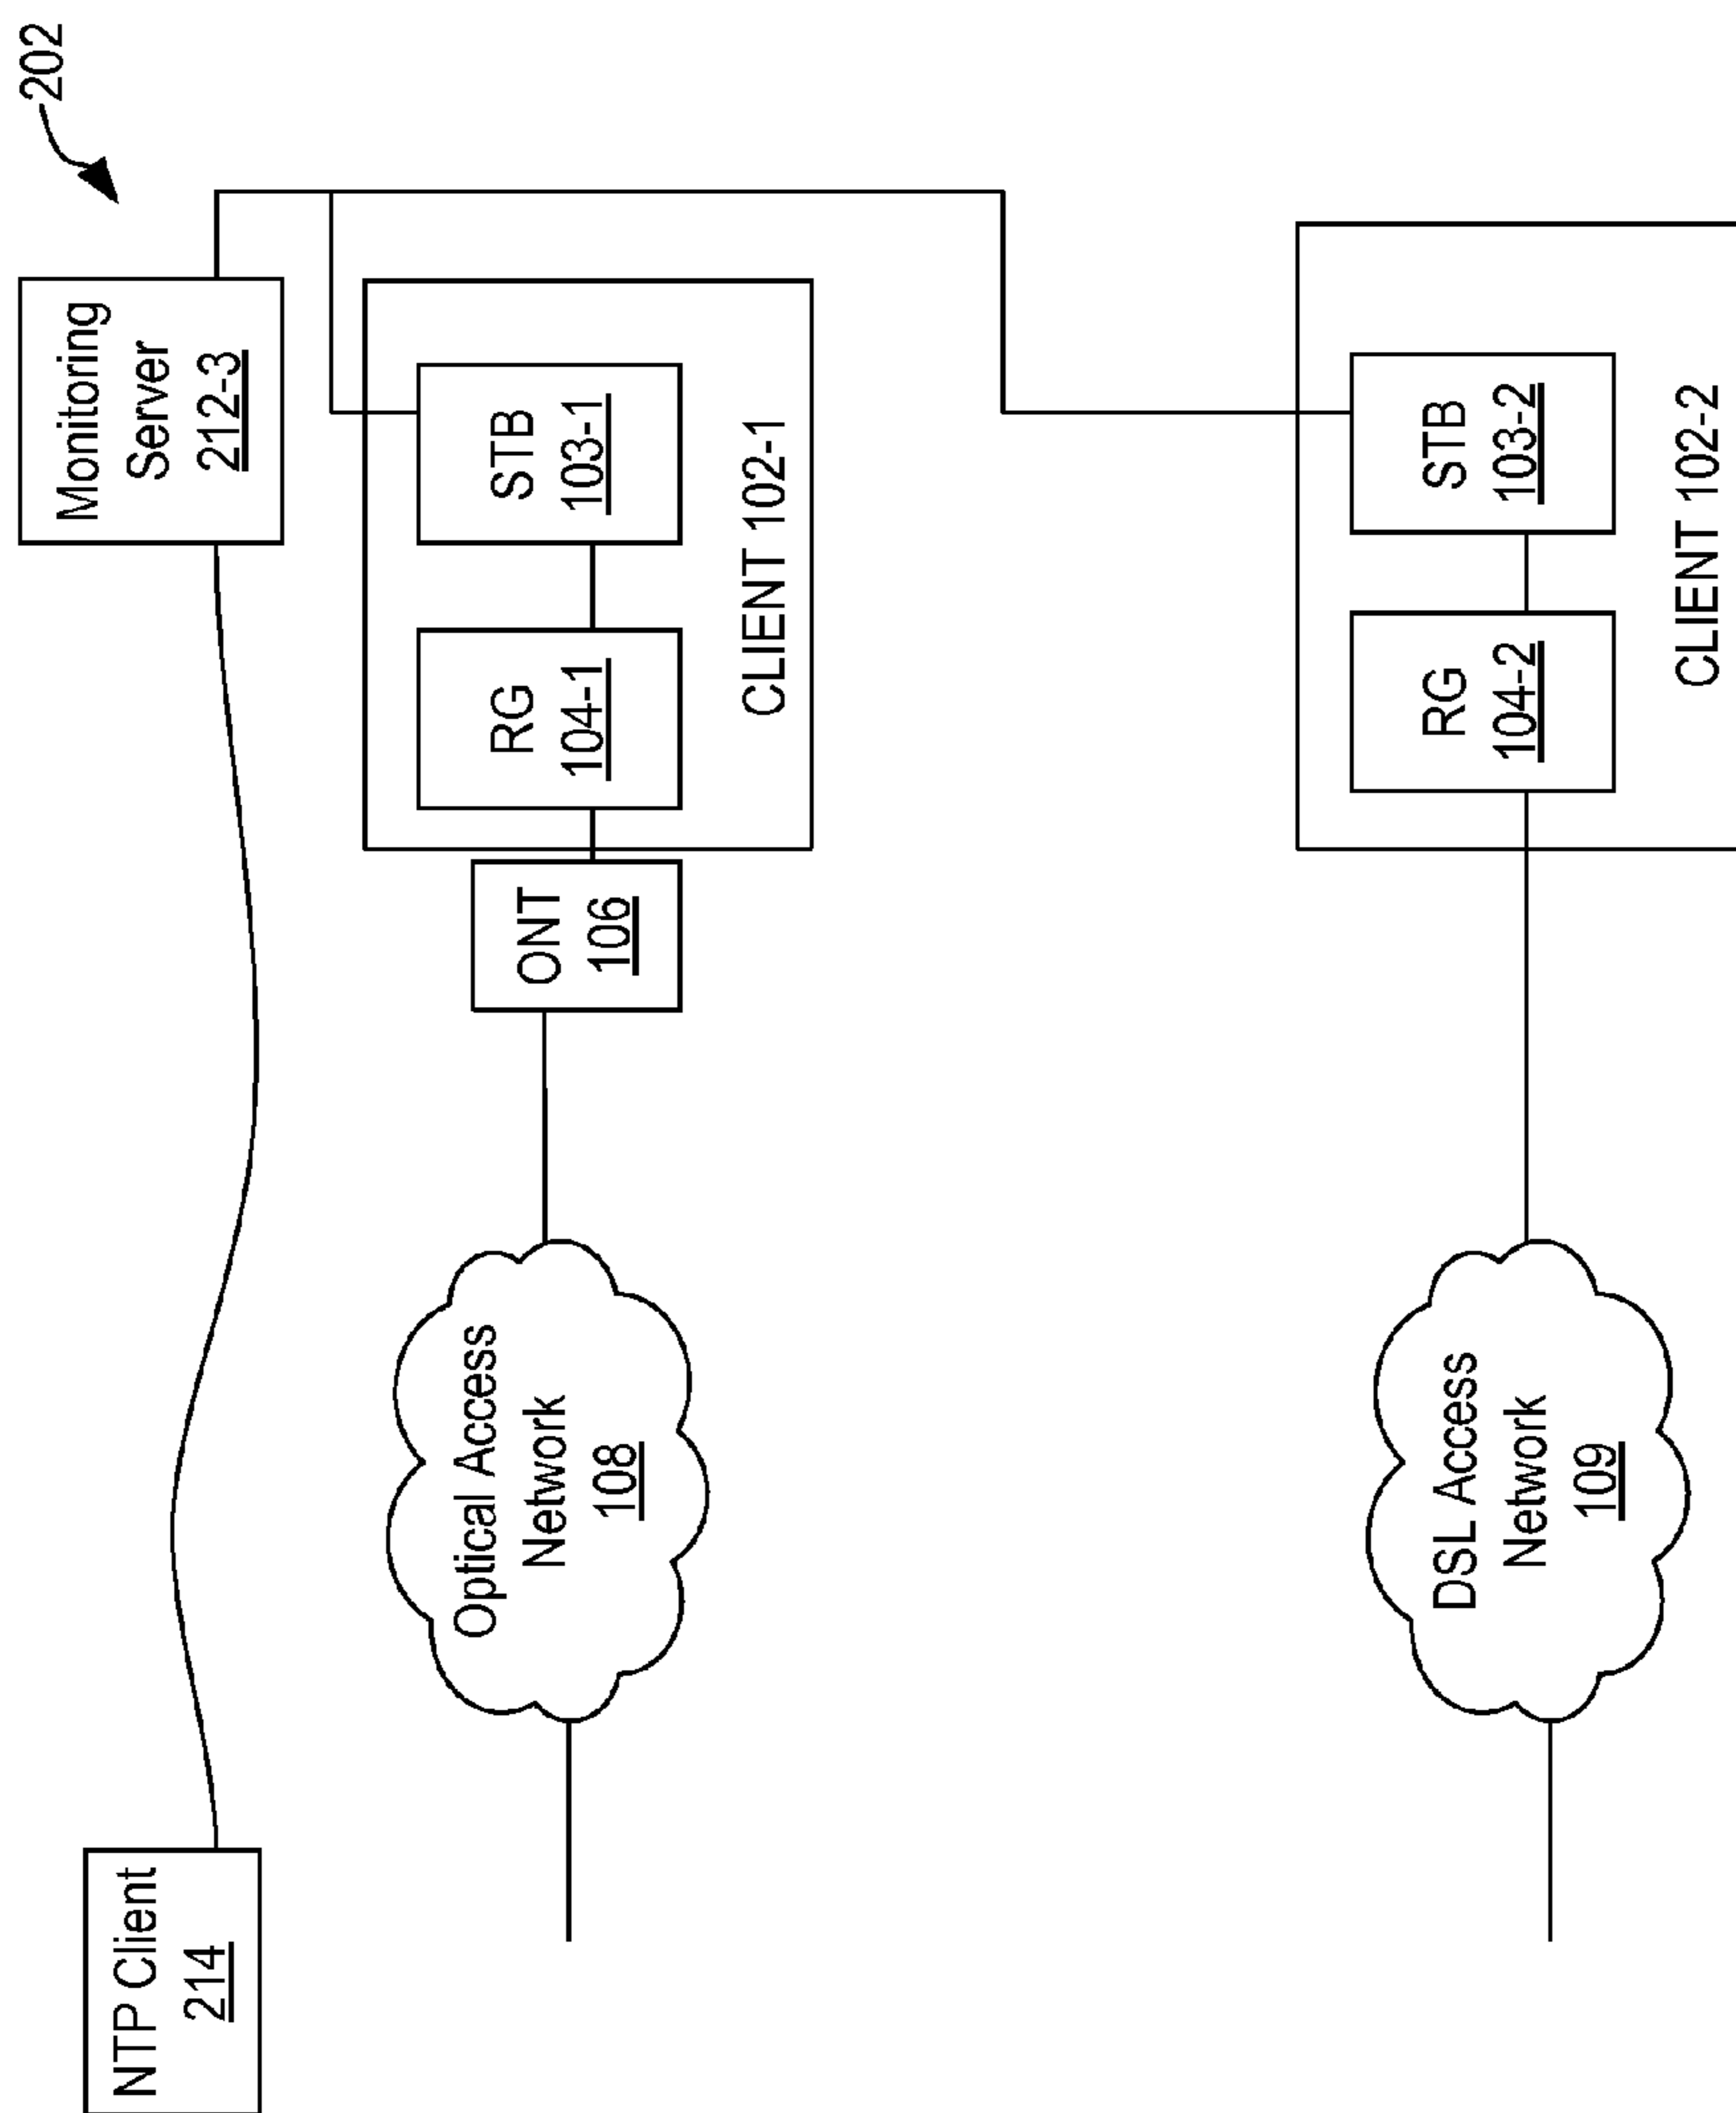 202
NTP Client
214
Monitoring
Server
212-3
Optical Access
Network
108
ONT
106
RG
104-1
STB
103-1
CLIENT 102-1
DSL Access
Network
109
RG
104-2
STB
103-2
CLIENT 102-2